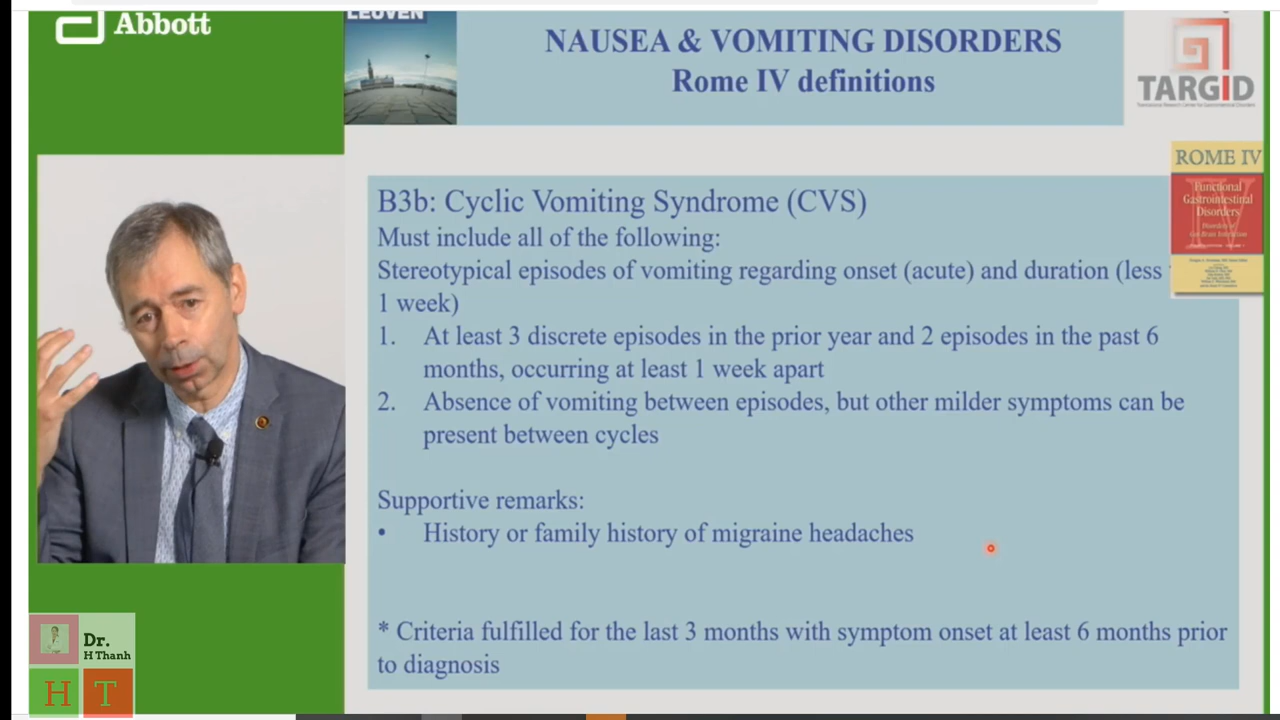 Abbott
LEUVEN
NAUSEA & VOMITING DISORDERS
Rome IV definitions
TARGID
ROME IV
Functional
Gastrointestinal
Disorders
B3b: Cyclic Vomiting Syndrome (CVS)
Must include all of the following:
Stereotypical episodes of vomiting regarding onset (acute) and duration (less
1 week)
1. At least 3 discrete episodes in the prior year and 2 episodes in the past 6
months, occurring at least 1 week apart
2. Absence of vomiting between episodes, but other milder symptoms can be
present between cycles
Supportive remarks:
• History or family history of migraine headaches
* Criteria fulfilled for the last 3 months with symptom onset at least 6 months prior
to diagnosis
Dr.
H Thanh
H T